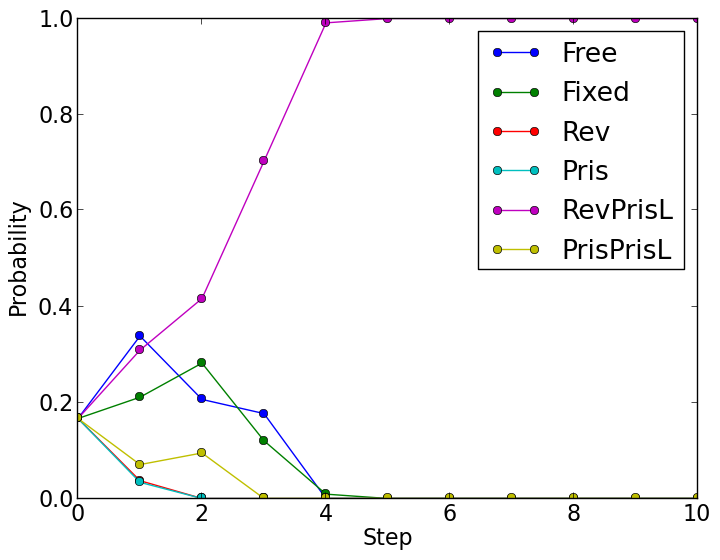 1.0
0.8
0.6
0.4
0.2
0.0
Probability
0 2 4 6 8 10
Step
Free
Fixed
Rev
Pris
RevPrisL
PrisPrisL